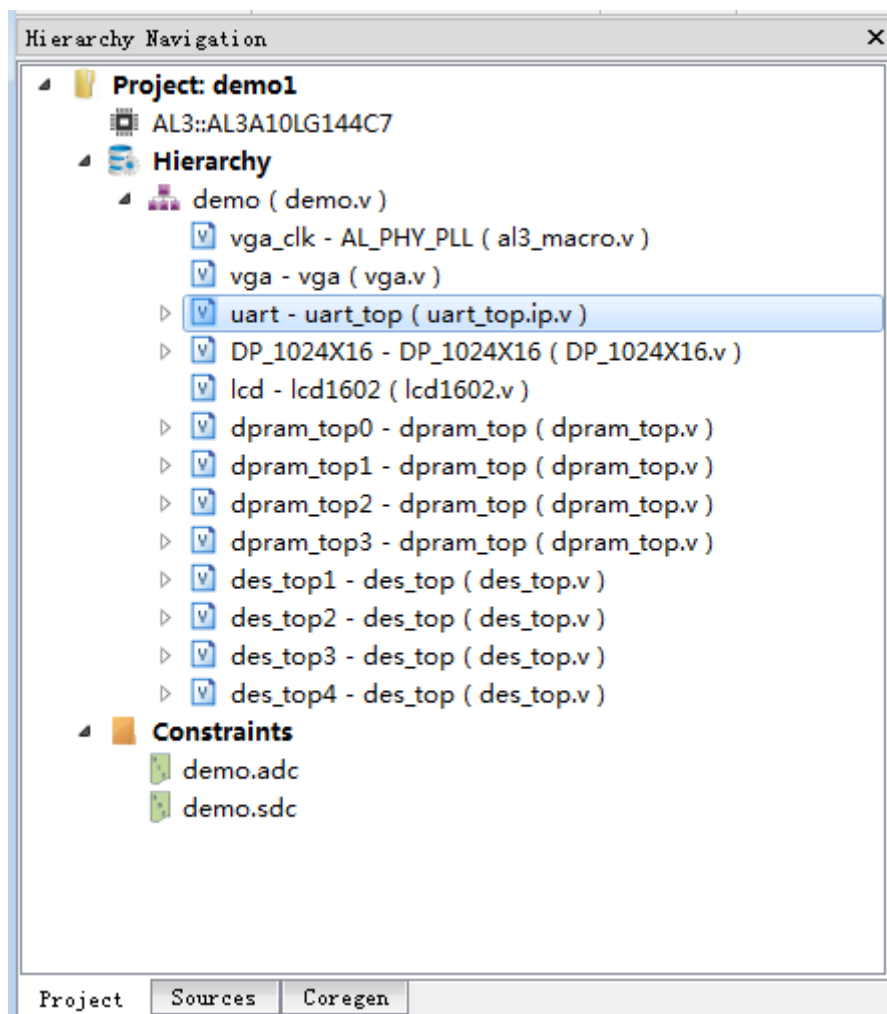 Hierarchy Navigation
Project: demo1
AL3::AL3A10LG144C7
Hierarchy
demo ( demo.v )
vga_clk - AL_PHY_PLL ( al3_macro.v )
vga - vga ( vga.v )
uart - uart_top ( uart_top.ip.v )
DP_1024X16 - DP_1024X16 ( DP_1024X16.v )
lcd - lcd1602 ( lcd1602.v )
dpram_top0 - dpram_top ( dpram_top.v )
dpram_top1 - dpram_top ( dpram_top.v )
dpram_top2 - dpram_top ( dpram_top.v )
dpram_top3 - dpram_top ( dpram_top.v )
des_top1 - des_top ( des_top.v )
des_top2 - des_top ( des_top.v )
des_top3 - des_top ( des_top.v )
des_top4 - des_top ( des_top.v )
Constraints
demo.adc
demo.sdc
Project Sources Coregen